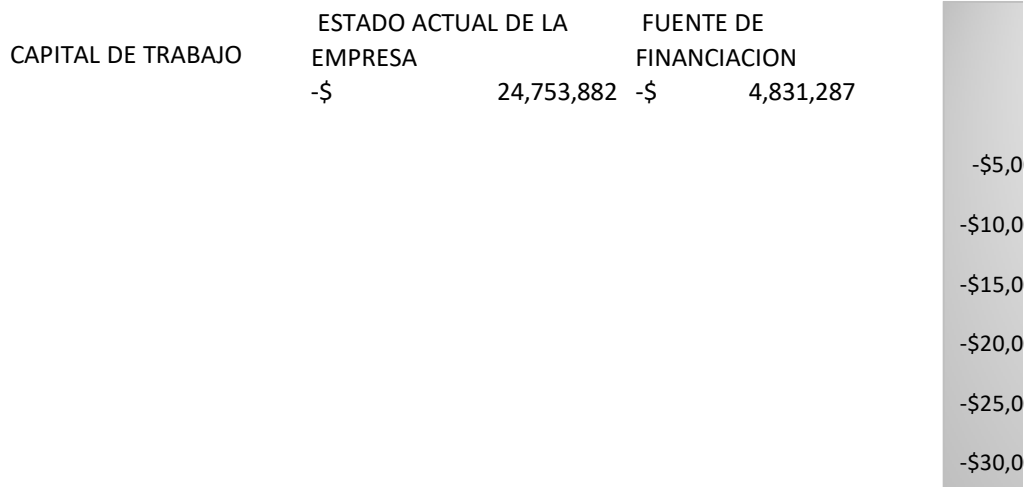 CAPITAL DE TRABAJO
ESTADO ACTUAL DE LA
EMPRESA
FUENTE DE
FINANCIACION
-$ 24,753,882 -$ 4,831,287
-$5,0
-$10,0
-$15,0
-$20,0
-$25,0
-$30,0